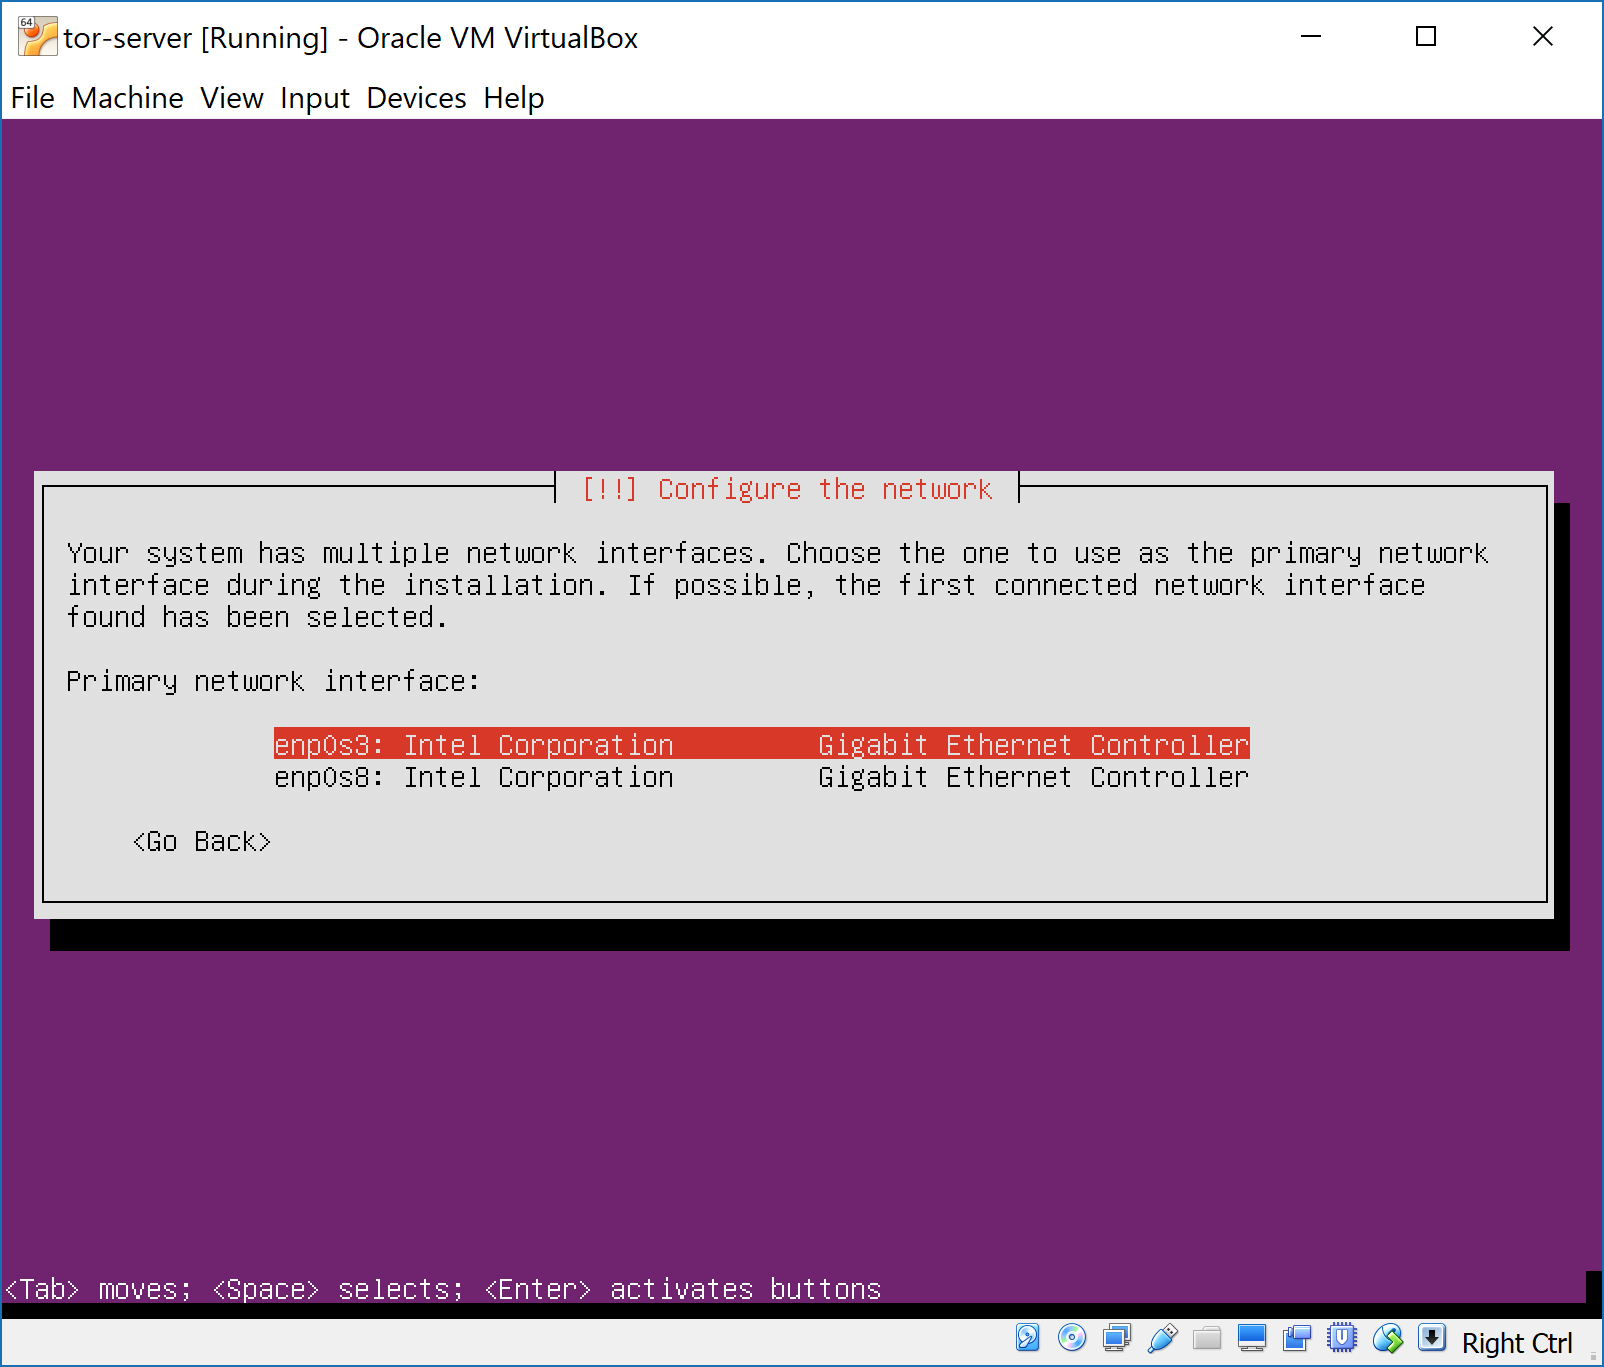 64
tor-server [Running] - Oracle VM VirtualBox
File Machine View Input Devices Help
[!!] Configure the network
Your system has multiple network interfaces. Choose the one to use as the primary network
interface during the installation. If possible, the first connected network interface
found has been selected.
Primary network interface:
enp0s3: Intel Corporation Gigabit Ethernet Controller
enp0s8: Intel Corporation Gigabit Ethernet Controller
<Go Back>
<Tab> moves; <Space> selects; <Enter> activates buttons
Right Ctrl